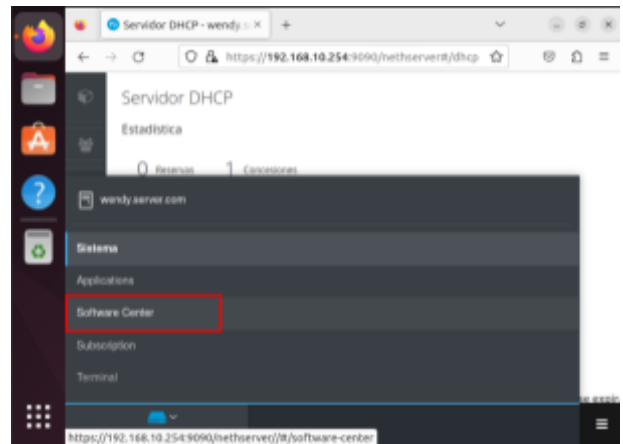 Servidor DHCP - wendy.s
https://192.168.10.254:9090/nethserver#/dhcp
Servidor DHCP
Estadística
0 Reservas 1 Concesiones
wendy.server.com
Sistema
Applications
Software Center
Subscription
Terminal
https://192.168.10.254:9090/nethserver//#/software-center